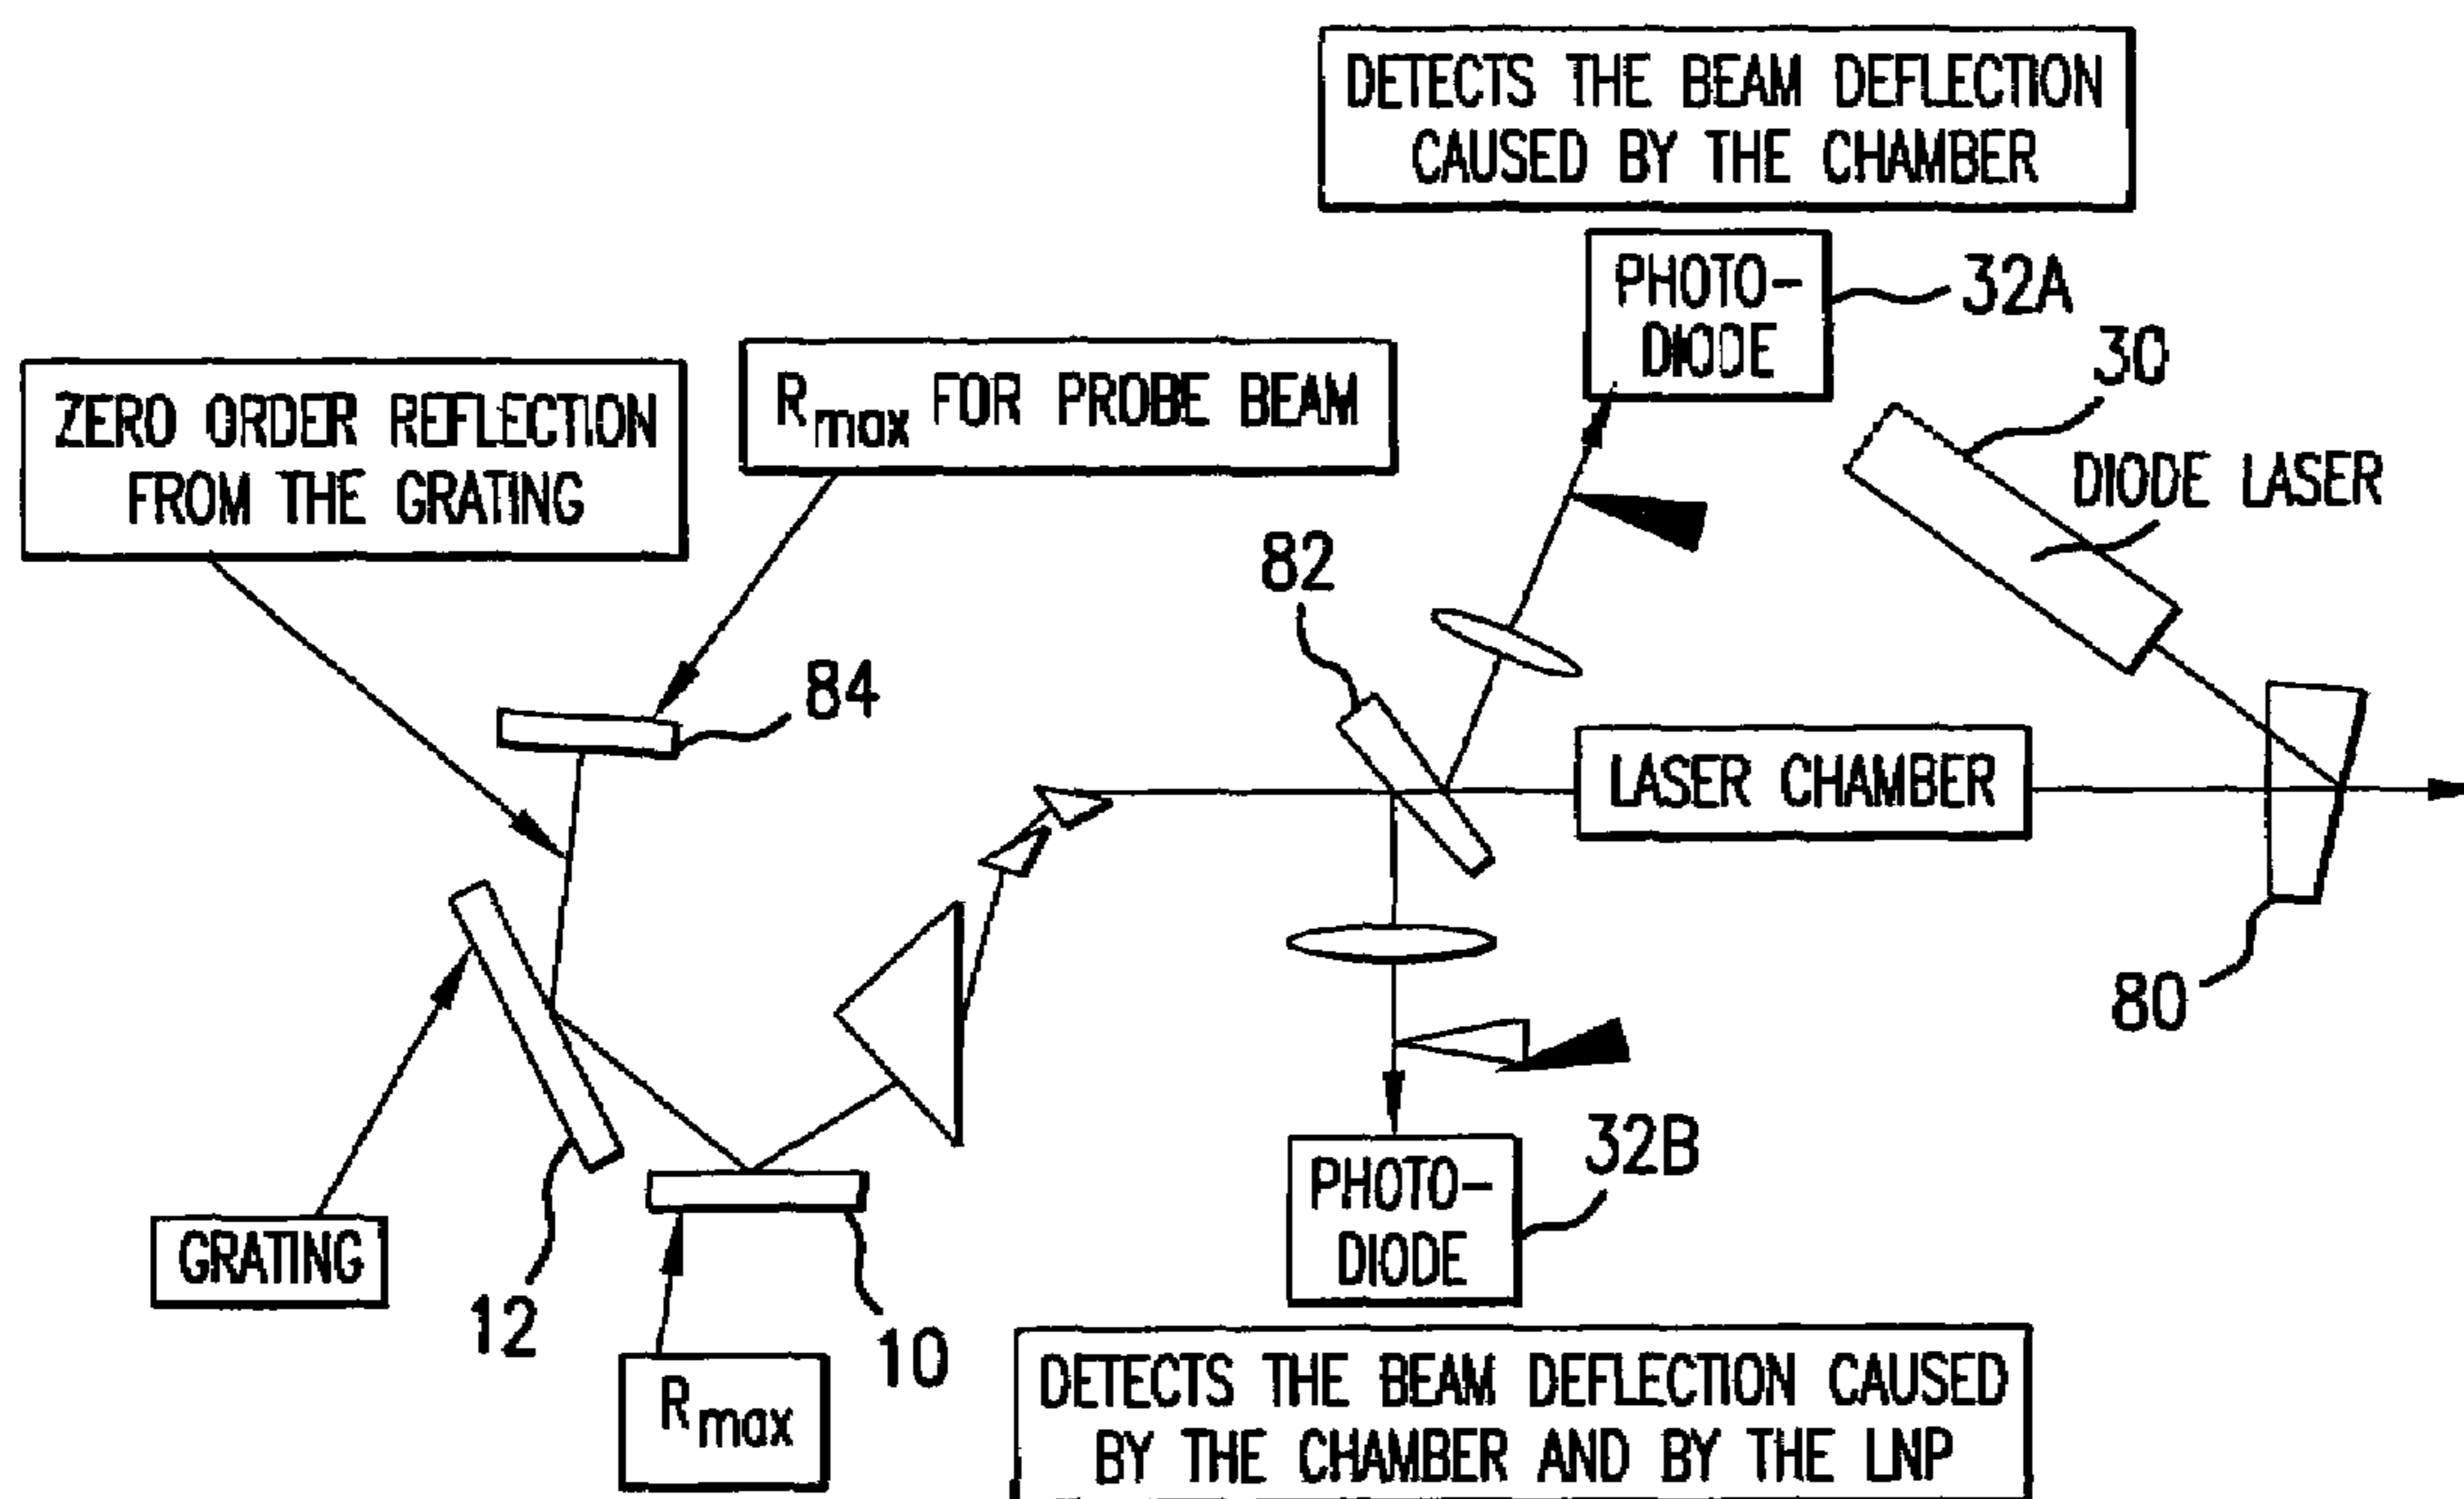 DETECTS THE BEAM DEFLECTION
CAUSED BY THE CHAMBER
PHOTO-
DIODE
32A
30
DIODE LASER
ZERO ORDER REFLECTION
FROM THE GRATING
Rmax FOR PROBE BEAM
82
84
LASER CHAMBER
80
32B
PHOTO-
DIODE
GRATING
12
10
Rmax
DETECTS THE BEAM DEFLECTION CAUSED
BY THE CHAMBER AND BY THE LNP